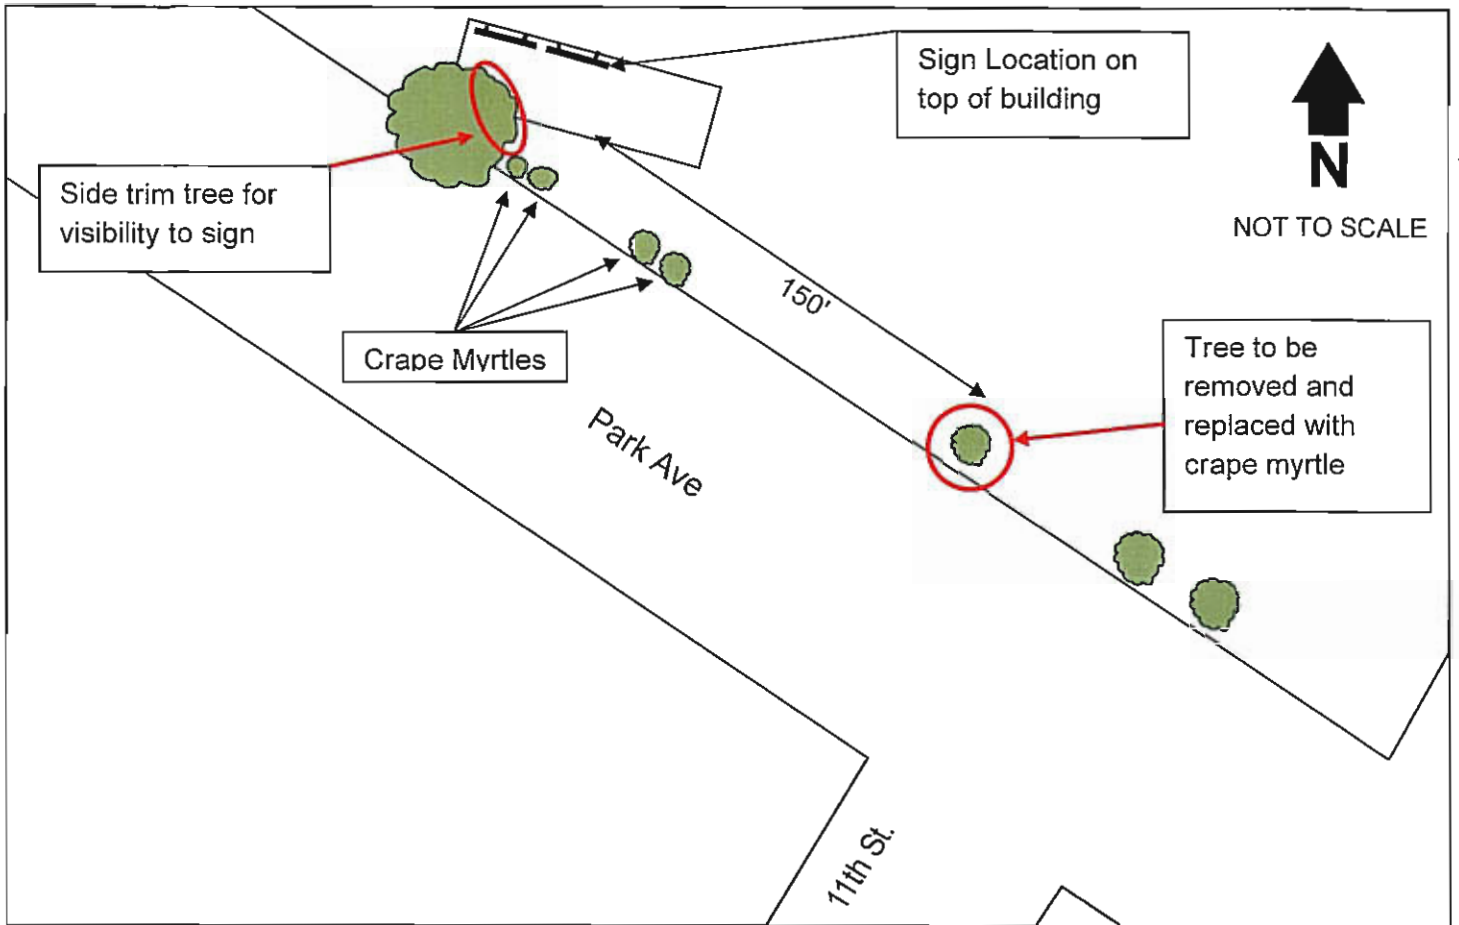 Sign Location on
top of building
N
NOT TO SCALE
Side trim tree for
visibility to sign
150'
Crape Myrtles
Tree to be
removed and
replaced with
crape myrtle
Park Ave
11th St.